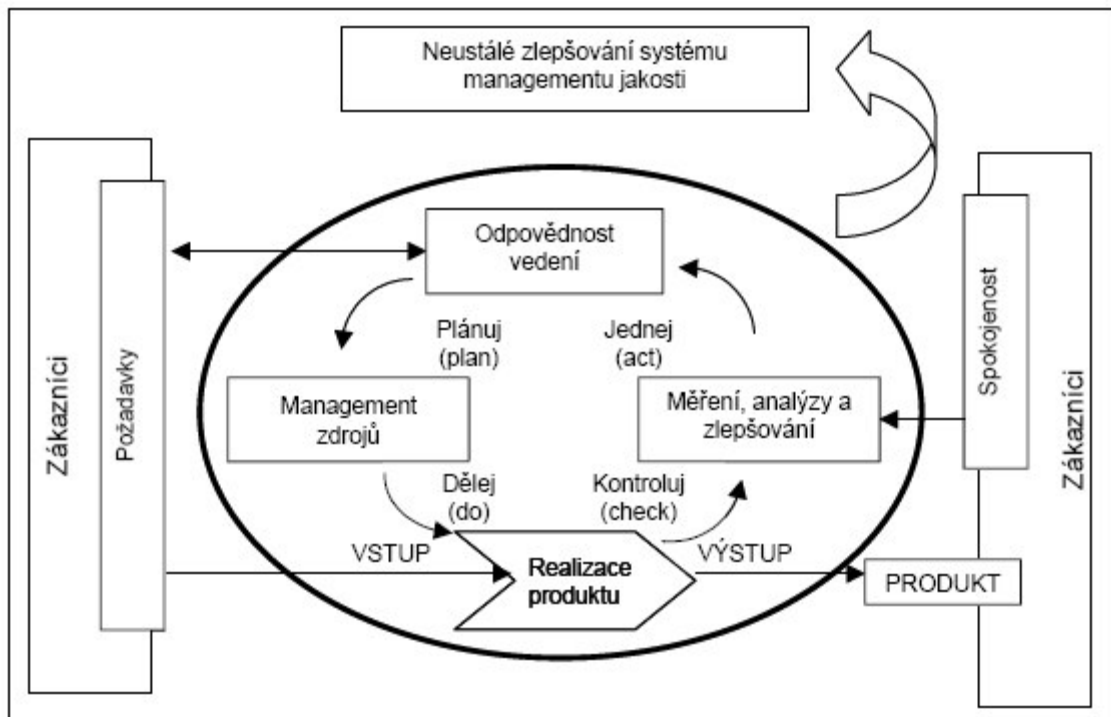 Neustálé zlepšování systému
managementu jakosti
Zákazníci
Požadavky
Odpovědnost
vedení
Plánuj
(plan)
Jednej
(act)
Management
zdrojů
Měření, analýzy a
zlepšování
Dělej
(do)
Kontroluj
(check)
VSTUP
Realizace
produktu
VÝSTUP
PRODUKT
Spokojenost
Zákazníci